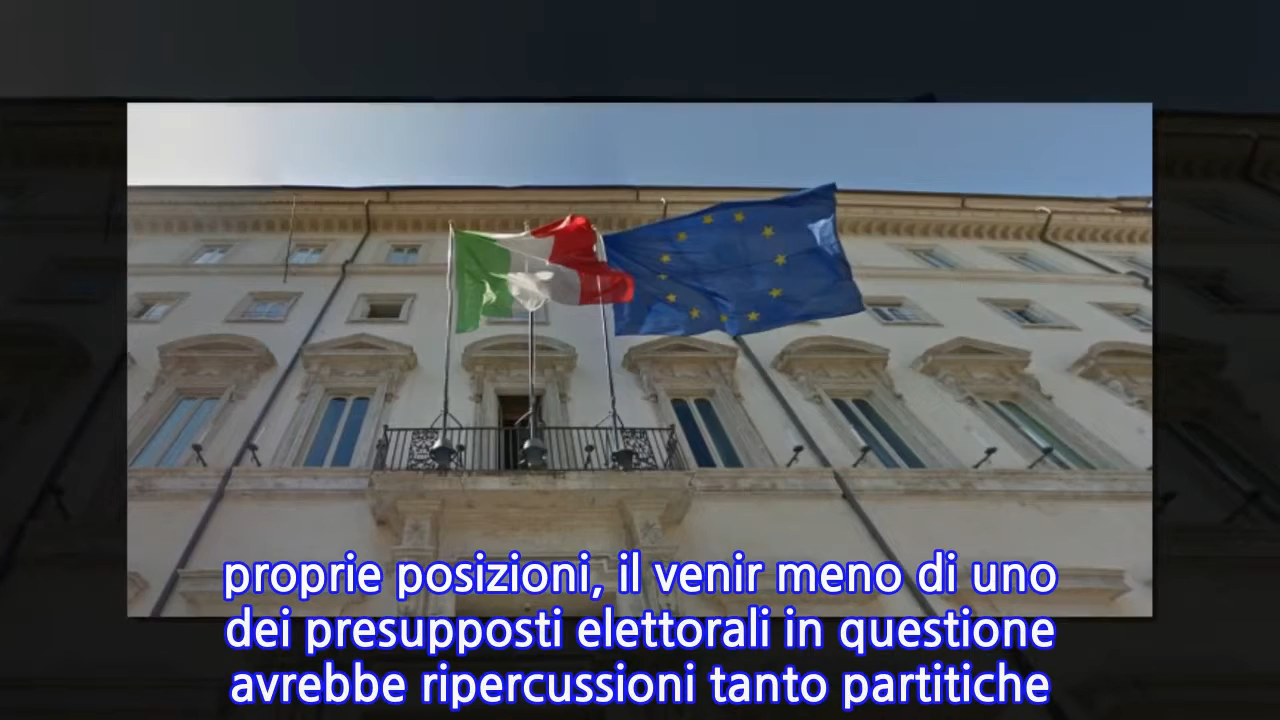 proprie posizioni, il venir meno di uno
dei presupposti elettorali in questione
avrebbe ripercussioni tanto partitiche